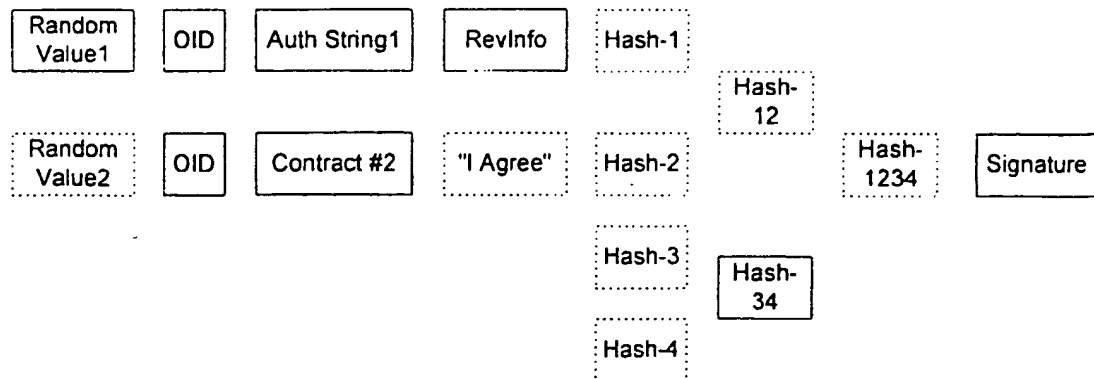 Random
Value1
OID
Auth String1
RevInfo
Hash-1
Hash-
12
Random
Value2
OID
Contract #2
"I Agree"
Hash-2
Hash-
1234
Signature
Hash-3
Hash-
34
Hash-4